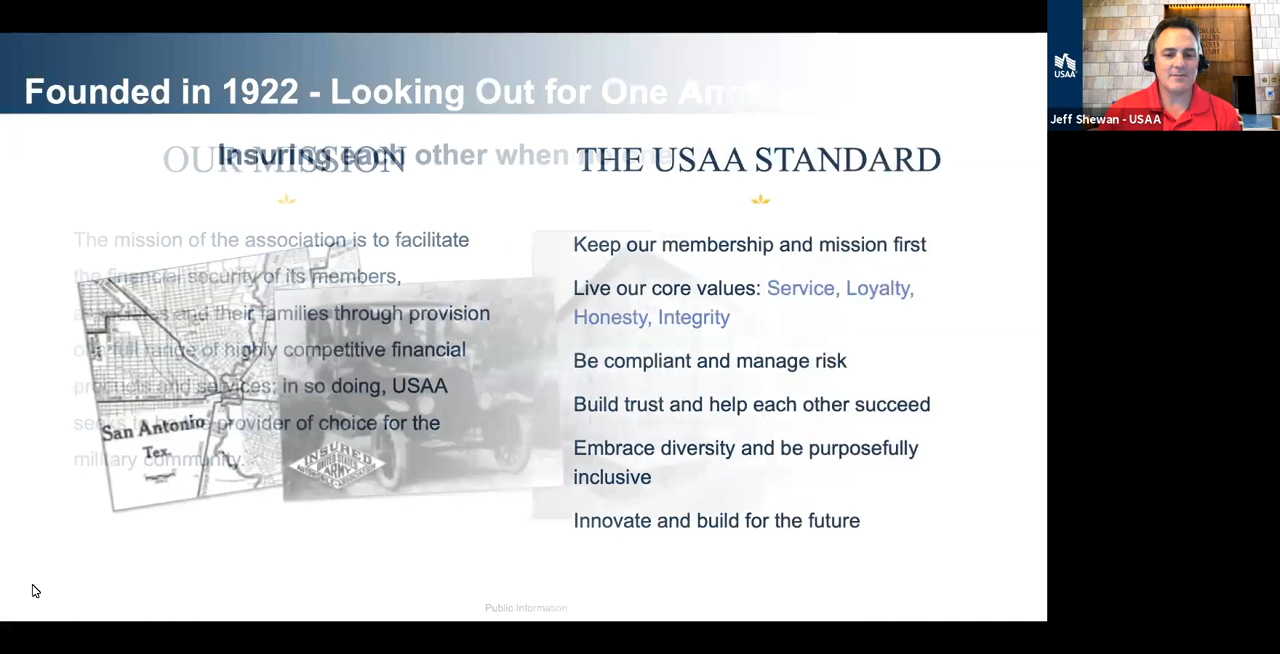 Founded in 1922 - Looking Out for One
Insuring each other when
OUR MISSION
The mission of the association is to facilitate
the financial security of its members,
and their families through provision
of a full range of highly competitive financial
products and services; in so doing, USAA
seeks to be the provider of choice for the
military community.
San Antonio
Tex.
INSURED
ARMY
THE USAA STANDARD
Keep our membership and mission first
Live our core values: Service, Loyalty,
Honesty, Integrity
Be compliant and manage risk
Build trust and help each other succeed
Embrace diversity and be purposefully
inclusive
Innovate and build for the future
Public Information
USAA
Jeff Shewan - USAA